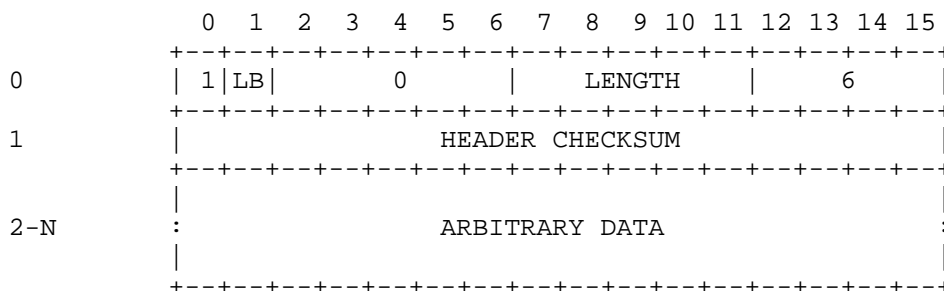 0  1  2  3  4  5  6  7  8  9 10 11 12 13 14 15
             +--+--+--+--+--+--+--+--+--+--+--+--+--+--+--+--+
0            | 1|LB|      0       |    LENGTH    |     6     |
             +--+--+--+--+--+--+--+--+--+--+--+--+--+--+--+--+
1            |                HEADER CHECKSUM                |
             +--+--+--+--+--+--+--+--+--+--+--+--+--+--+--+--+
             |                                               |
2-N          :                ARBITRARY DATA                 :
             |                                               |
             +--+--+--+--+--+--+--+--+--+--+--+--+--+--+--+--+